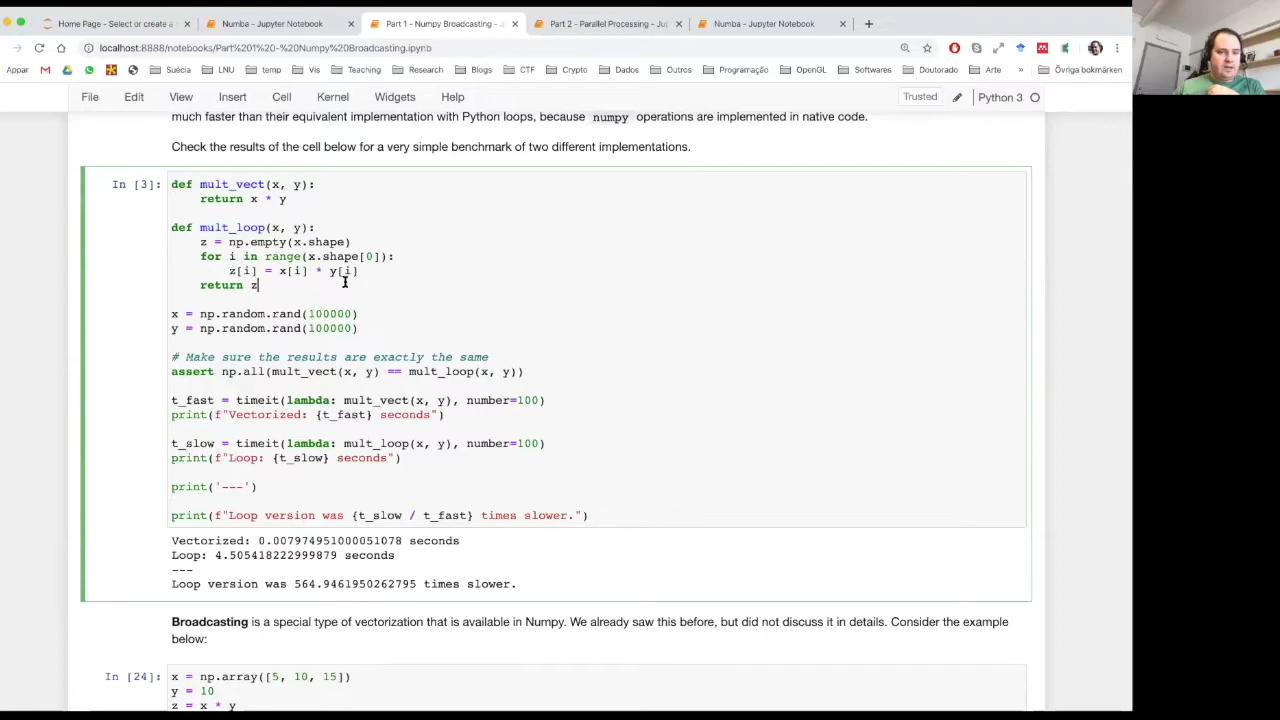 Home Page - Select or create a
Numba - Jupyter Notebook
Part 1 - Numpy Broadcasting -
Part 2 - Parallel Processing - Ju
Numba - Jupyter Notebook
localhost:8888/notebooks/Part%201%20-%20Numpy%20Broadcasting.ipynb
Appar
Suécia
LNU
temp
Vis
Teaching
Research
Blogs
CTF
Crypto
Dados
Outros
Programação
OpenGL
Softwares
Doutorado
Arte
»
Övriga bokmärken
File Edit View Insert Cell Kernel Widgets Help
Trusted
Python 3
much faster than their equivalent implementation with Python loops, because numpy operations are implemented in native code.
Check the results of the cell below for a very simple benchmark of two different implementations.
In [3]:
def mult_vect(x, y):
    return x * y
def mult_loop(x, y):
    z = np.empty(x.shape)
    for i in range(x.shape[0]):
        z[i] = x[i] * y[i]
    return z
x = np.random.rand(100000)
y = np.random.rand(100000)
# Make sure the results are exactly the same
assert np.all(mult_vect(x, y) == mult_loop(x, y))
t_fast = timeit(lambda: mult_vect(x, y), number=100)
print(f"Vectorized: {t_fast} seconds")
t_slow = timeit(lambda: mult_loop(x, y), number=100)
print(f"Loop: {t_slow} seconds")
print('---')
print(f"Loop version was {t_slow / t_fast} times slower.")
Vectorized: 0.007974951000051078 seconds
Loop: 4.505418222999879 seconds
---
Loop version was 564.9461950262795 times slower.
Broadcasting is a special type of vectorization that is available in Numpy. We already saw this before, but did not discuss it in details. Consider the example
below:
In [24]:
x = np.array([5, 10, 15])
y = 10
z = x * y